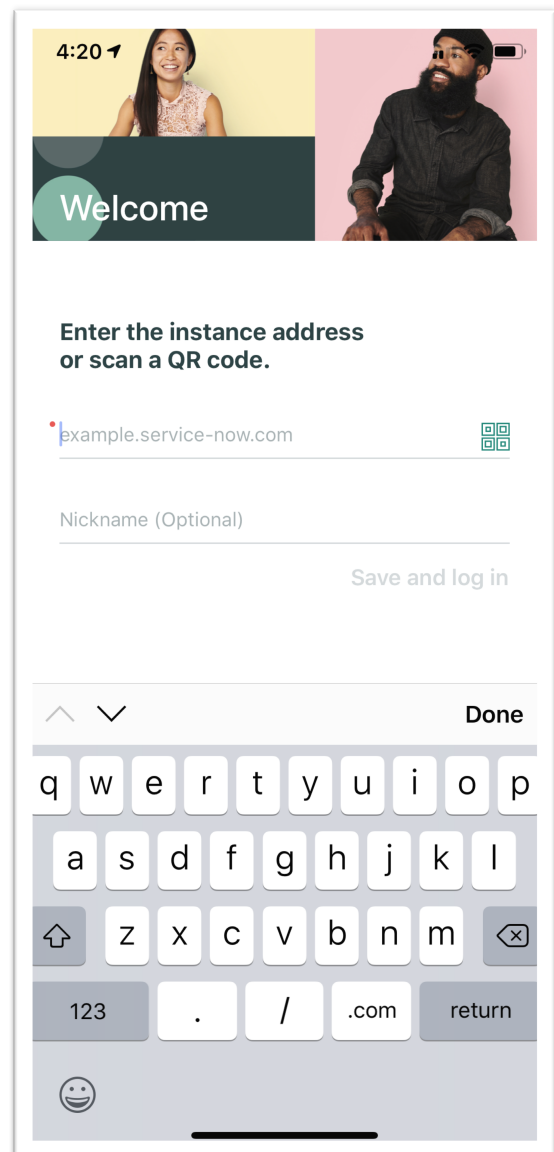 4:20
Welcome
Enter the instance address
or scan a QR code.
example.service-now.com
Nickname (Optional)
Save and log in
Done
q w e r t y u i o p
a s d f g h j k l
z x c v b n m
123 . / .com return